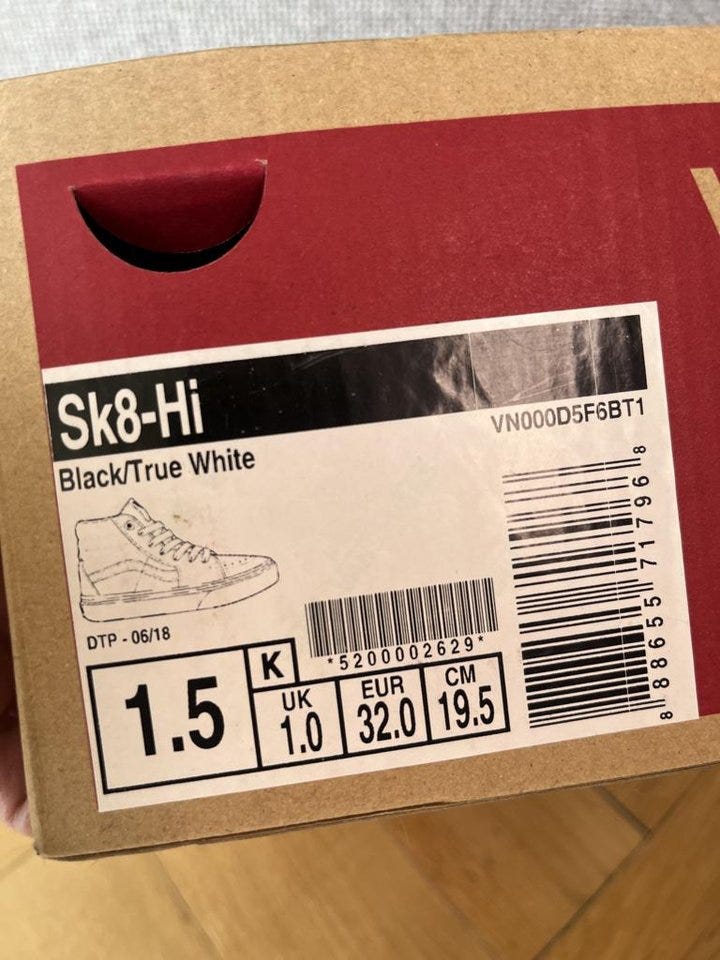 Sk8-Hi
VN000D5F6BT1
Black/True White
DTP - 06/18
*5200002629*
8 88655 71796 8
1.5
K
UK
1.0
EUR
32.0
CM
19.5